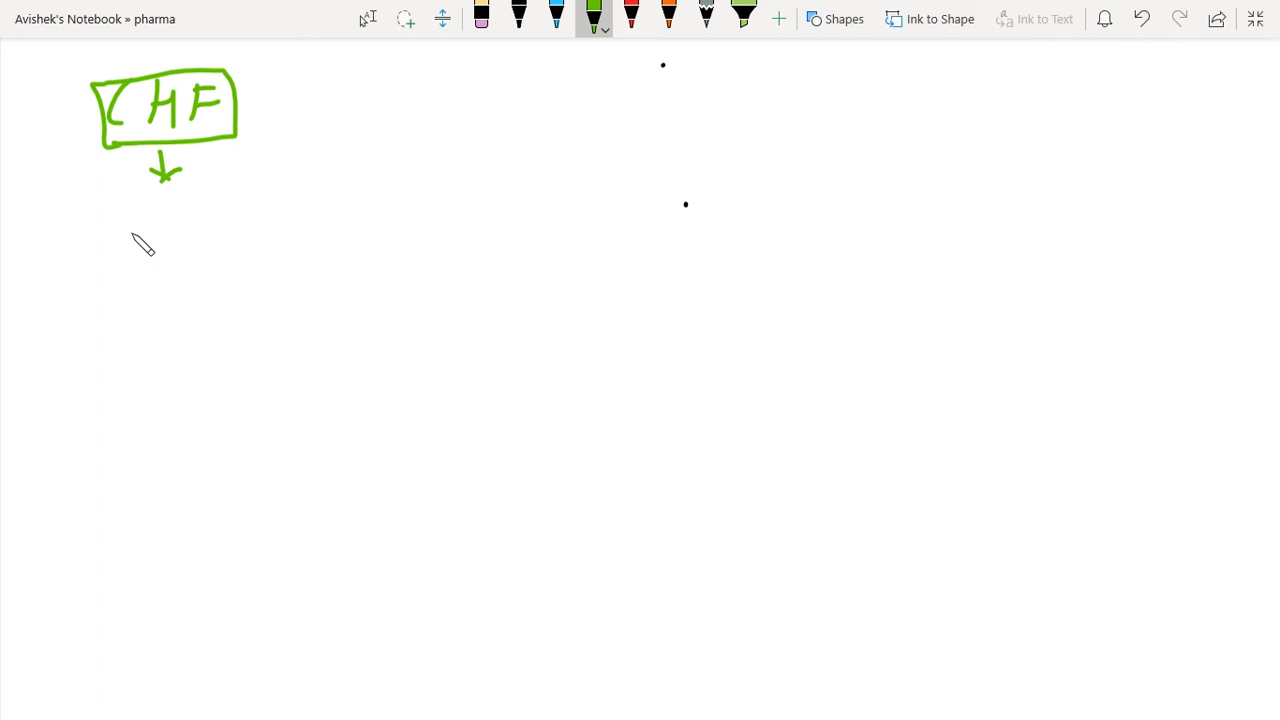 Avishek's Notebook » pharma
Shapes
Ink to Shape
Ink to Text
CHF